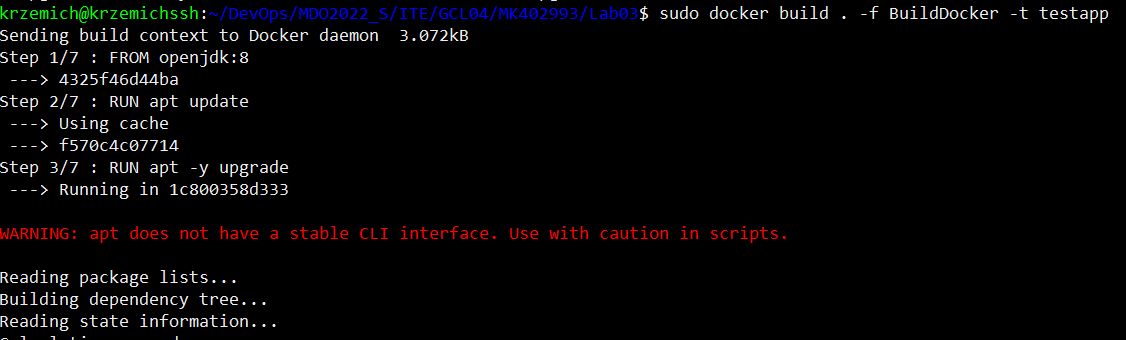 krzemich@krzemichssh:~/DevOps/MDO2022_S/ITE/GCL04/MK402993/Lab03$ sudo docker build . -f BuildDocker -t testapp
Sending build context to Docker daemon  3.072kB
Step 1/7 : FROM openjdk:8
 ---> 4325f46d44ba
Step 2/7 : RUN apt update
 ---> Using cache
 ---> f570c4c07714
Step 3/7 : RUN apt -y upgrade
 ---> Running in 1c800358d333
WARNING: apt does not have a stable CLI interface. Use with caution in scripts.
Reading package lists...
Building dependency tree...
Reading state information...